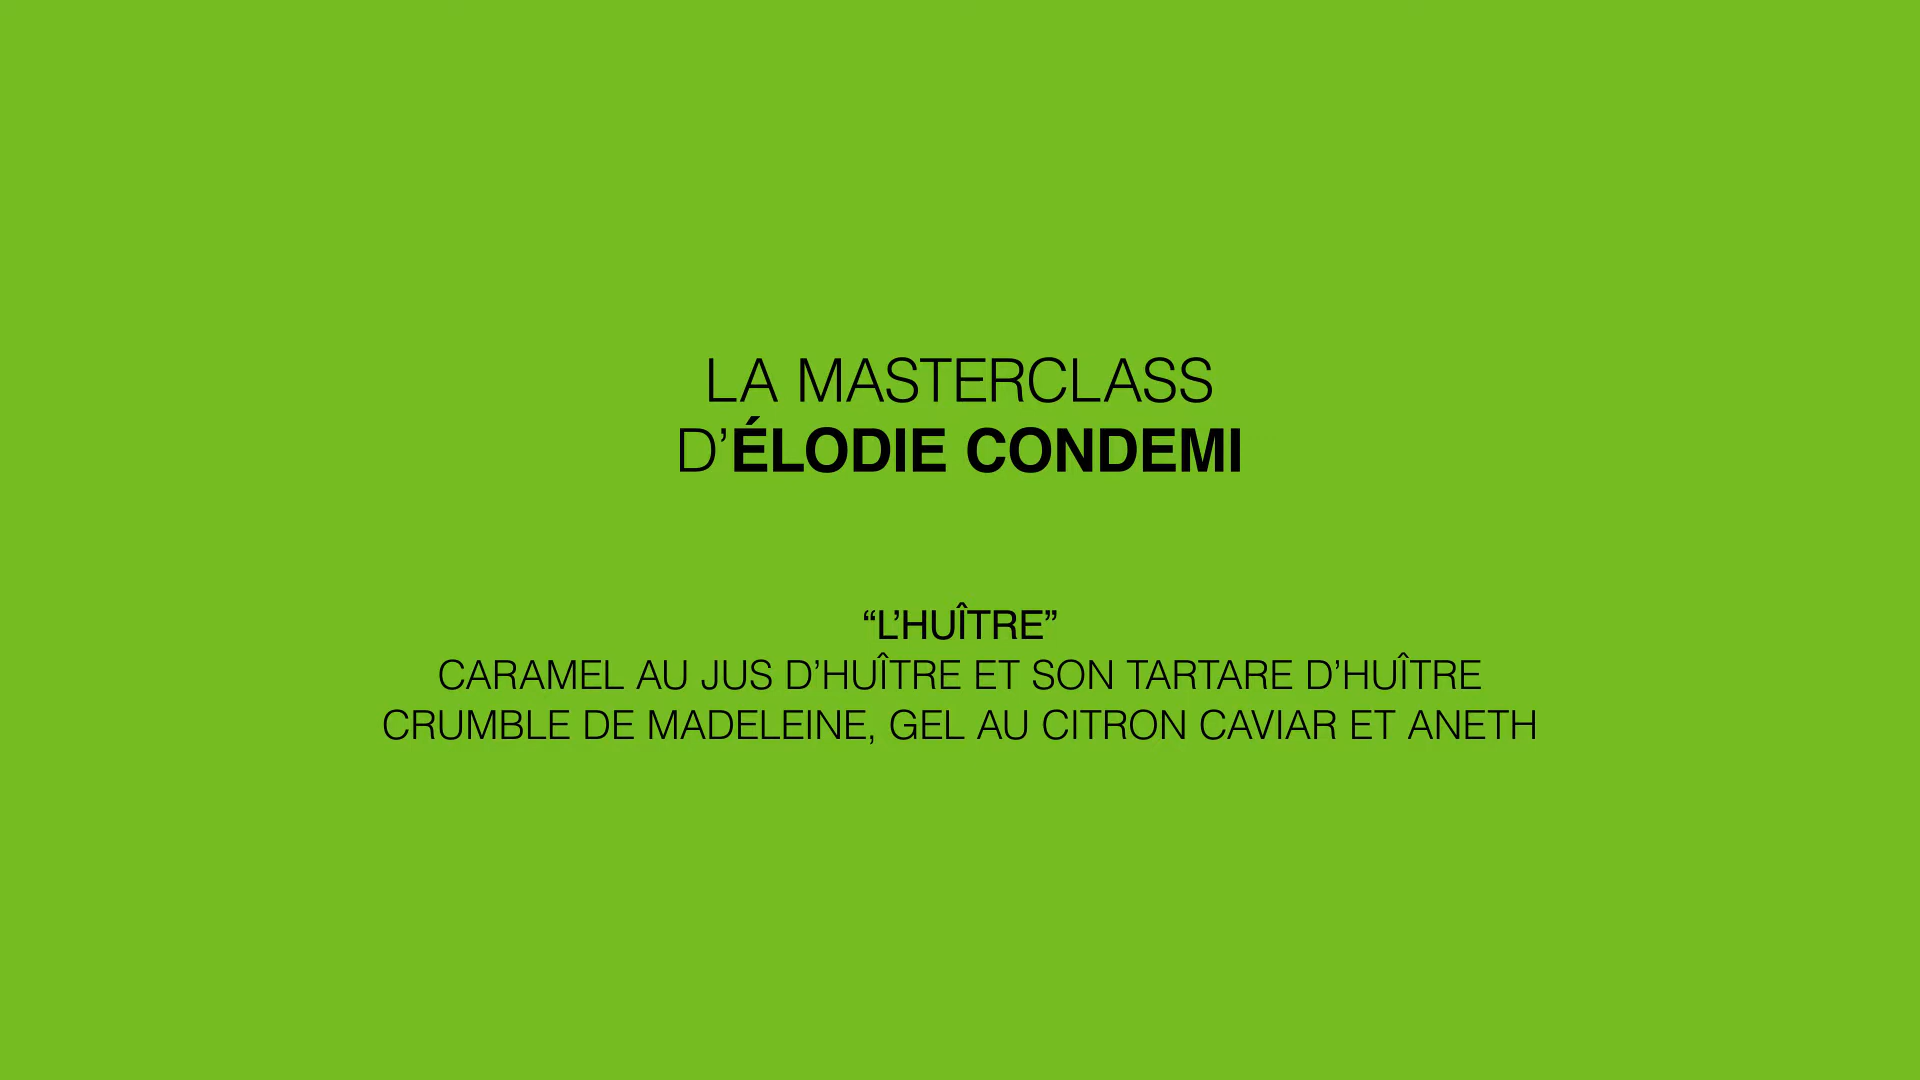 LA MASTERCLASS
D’ÉLODIE CONDEMI
“L’HUÎTRE”
CARAMEL AU JUS D’HUÎTRE ET SON TARTARE D’HUÎTRE
CRUMBLE DE MADELEINE, GEL AU CITRON CAVIAR ET ANETH